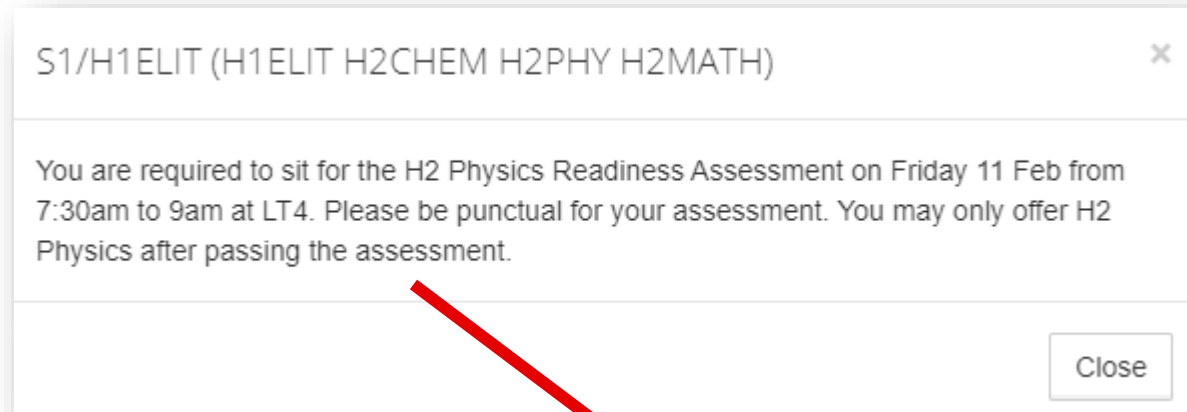 S1/H1ELIT (H1ELIT H2CHEM H2PHY H2MATH)
×
You are required to sit for the H2 Physics Readiness Assessment on Friday 11 Feb from
7:30am to 9am at LT4. Please be punctual for your assessment. You may only offer H2
Physics after passing the assessment.
Close